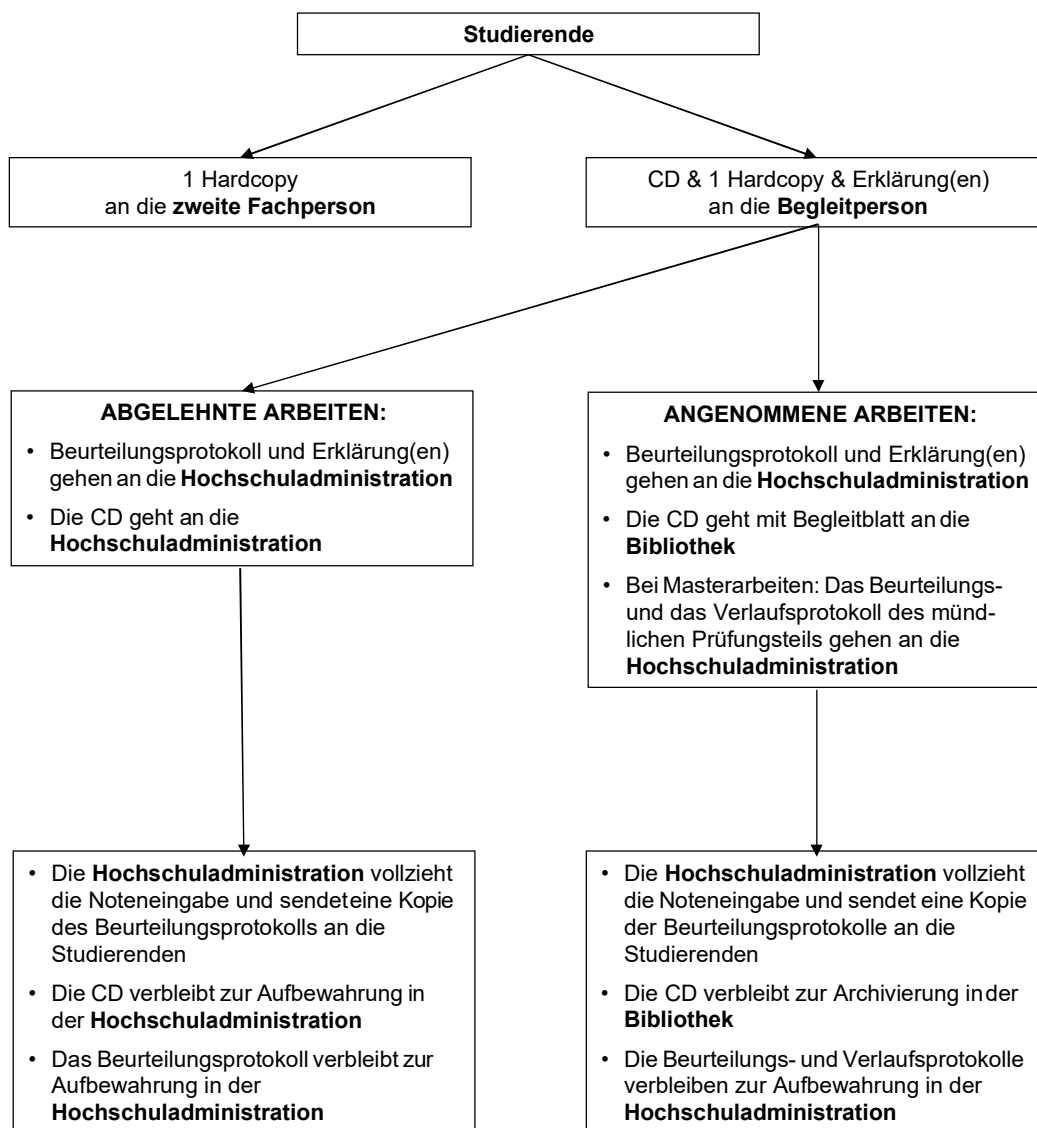 Studierende
1 Hardcopy
an die zweite Fachperson
CD & 1 Hardcopy & Erklärung(en)
an die Begleitperson
ABGELEHNTE ARBEITEN:
• Beurteilungsprotokoll und Erklärung(en)
gehen an die Hochschuladministration
• Die CD geht an die
Hochschuladministration
ANGENOMMENE ARBEITEN:
• Beurteilungsprotokoll und Erklärung(en)
gehen an die Hochschuladministration
• Die CD geht mit Begleitblatt an die
Bibliothek
• Bei Masterarbeiten: Das Beurteilungs-
und das Verlaufsprotokoll des münd-
lichen Prüfungsteils gehen an die
Hochschuladministration
• Die Hochschuladministration vollzieht
die Noteneingabe und sendet eine Kopie
des Beurteilungsprotokolls an die
Studierenden
• Die CD verbleibt zur Aufbewahrung in
der Hochschuladministration
• Das Beurteilungsprotokoll verbleibt zur
Aufbewahrung in der
Hochschuladministration
• Die Hochschuladministration vollzieht
die Noteneingabe und sendet eine Kopie
der Beurteilungsprotokolle an die
Studierenden
• Die CD verbleibt zur Archivierung in der
Bibliothek
• Die Beurteilungs- und Verlaufsprotokolle
verbleiben zur Aufbewahrung in der
Hochschuladministration